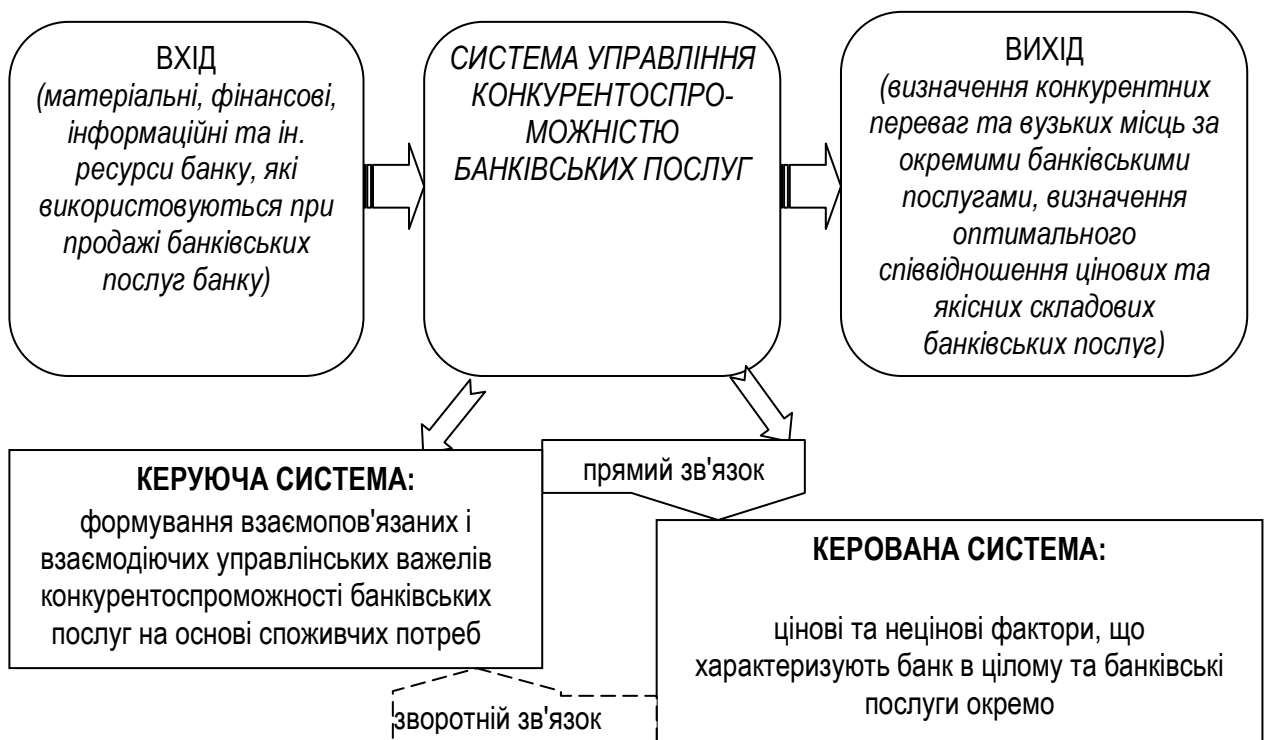 ВХІД
(матеріальні, фінансові,
інформаційні та ін.
ресурси банку, які
використовуються при
продажі банківських
послуг банку)
СИСТЕМА УПРАВЛІННЯ
КОНКУРЕНТОСПРО-
МОЖНІСТЮ
БАНКІВСЬКИХ ПОСЛУГ
ВИХІД
(визначення конкурентних
переваг та вузьких місць за
окремими банківськими
послугами, визначення
оптимального
співвідношення цінових та
якісних складових
банківських послуг)
КЕРУЮЧА СИСТЕМА:
формування взаємопов'язаних і
взаємодіючих управлінських важелів
конкурентоспроможності банківських
послуг на основі споживчих потреб
прямий зв'язок
КЕРОВАНА СИСТЕМА:
цінові та нецінові фактори, що
характеризують банк в цілому та банківські
послуги окремо
зворотній зв'язок